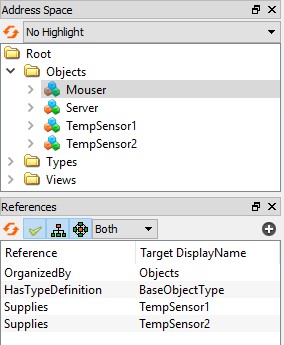 Address Space
No Highlight
Root
Objects
Mouser
Server
TempSensor1
TempSensor2
Types
Views
References
Both
Reference Target DisplayName
OrganizedBy Objects
HasTypeDefinition BaseObjectType
Supplies TempSensor1
Supplies TempSensor2